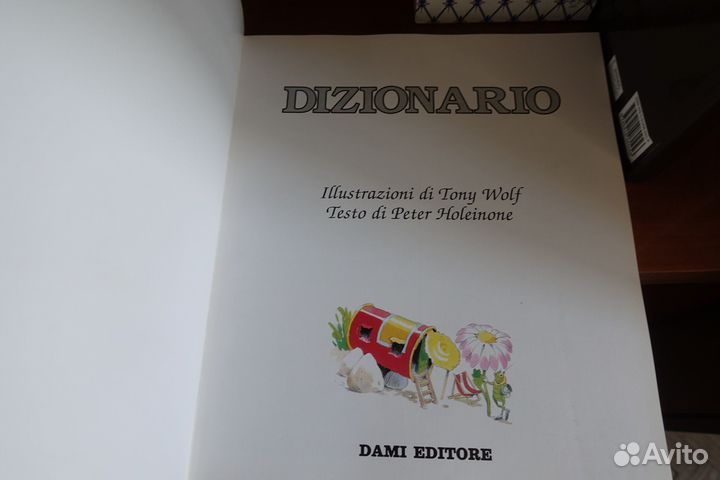 DIZIONARIO
Illustrazioni di Tony Wolf
Testo di Peter Holeinone
DAMI EDITORE
Avito